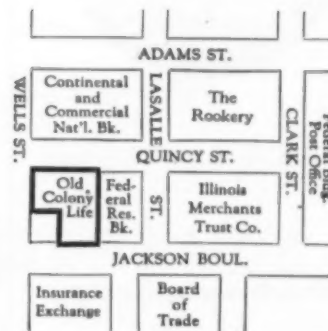 ADAMS ST.
WELLS ST.
Continental
and
Commercial
Nat'l. Bk.
LASALLE
ST.
The
Rookery
CLARK ST.
Post Office
QUINCY ST.
Old
Colony
Life
Fed-
eral
Res.
Bk.
Illinois
Merchants
Trust Co.
JACKSON BOUL.
Insurance
Exchange
Board
of
Trade